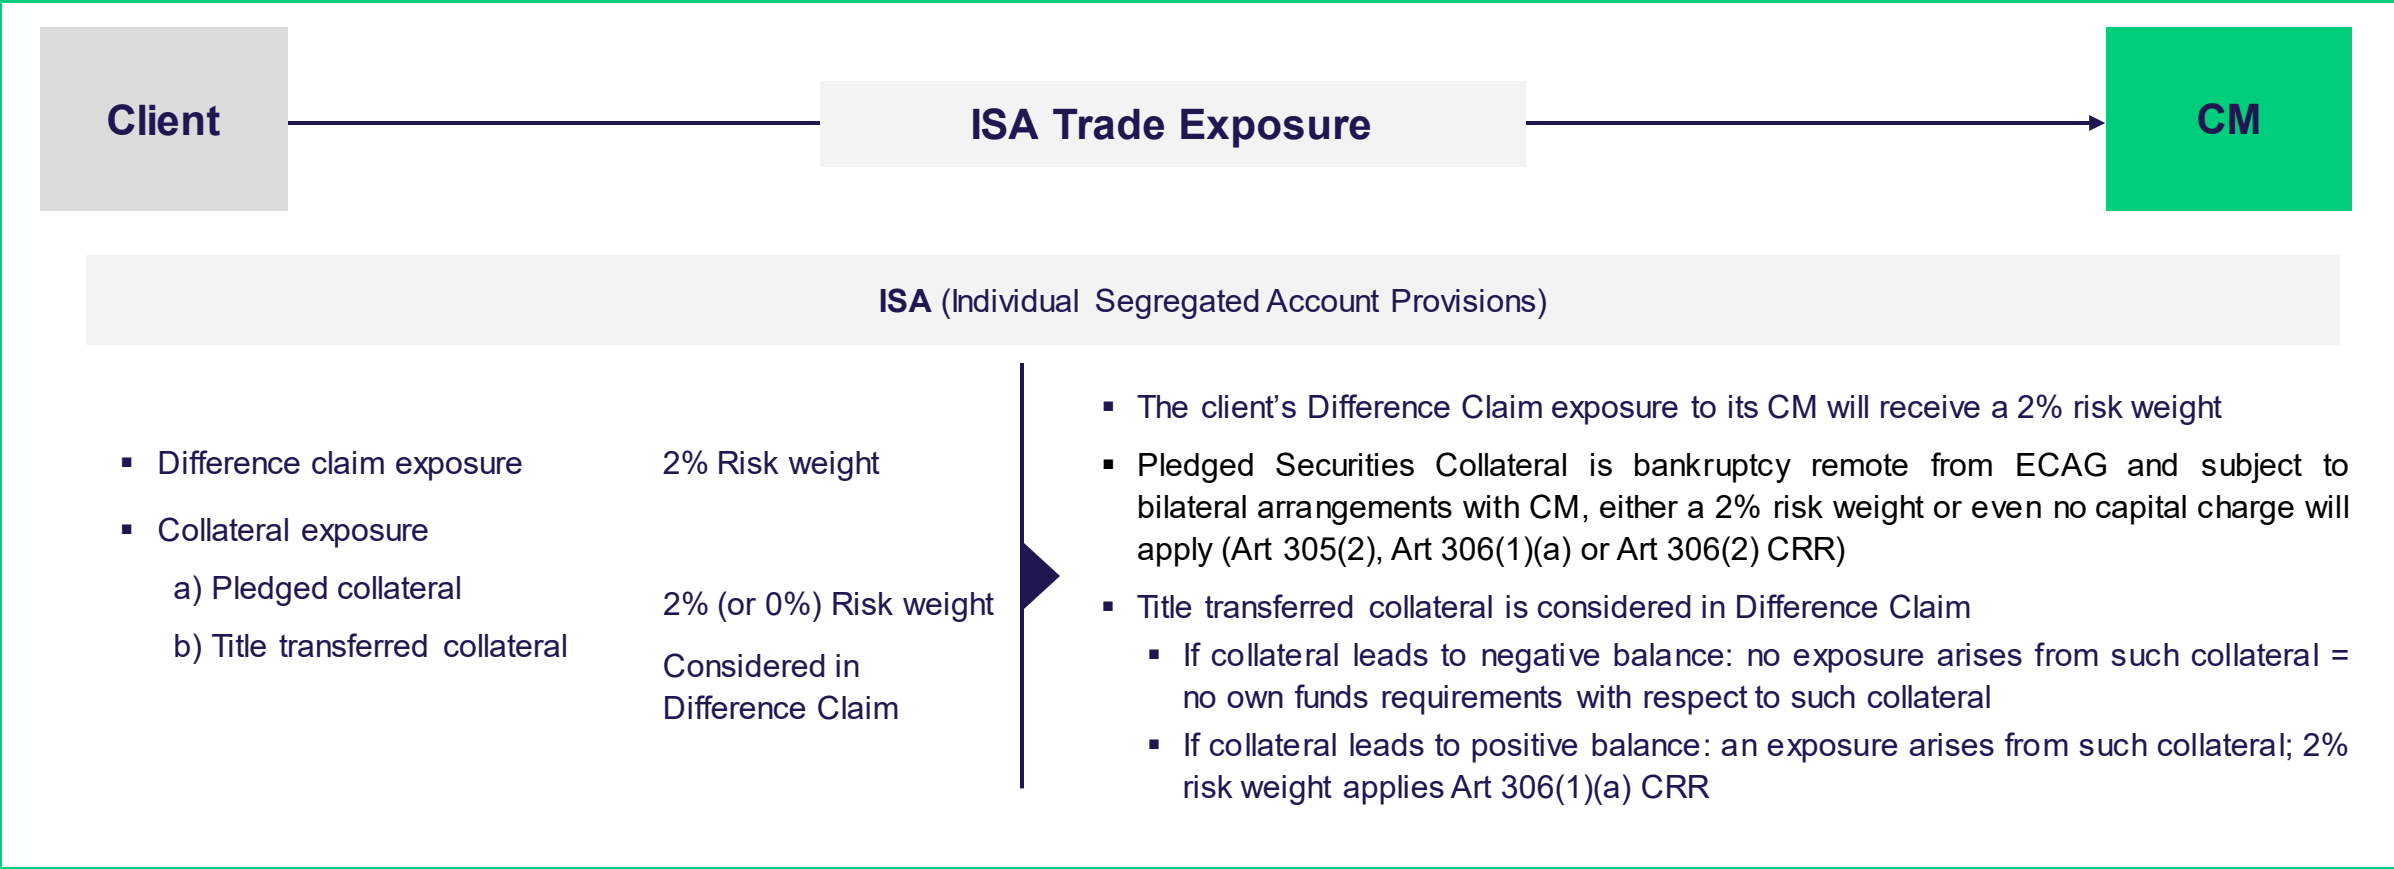 Client
ISA Trade Exposure
CM
ISA (Individual Segregated Account Provisions)
▪ Difference claim exposure
2% Risk weight
▪ Collateral exposure
a) Pledged collateral
2% (or 0%) Risk weight
b) Title transferred collateral
Considered in
Difference Claim
▪ The client’s Difference Claim exposure to its CM will receive a 2% risk weight
▪ Pledged Securities Collateral is bankruptcy remote from ECAG and subject to
bilateral arrangements with CM, either a 2% risk weight or even no capital charge will
apply (Art 305(2), Art 306(1)(a) or Art 306(2) CRR)
▪ Title transferred collateral is considered in Difference Claim
▪ If collateral leads to negative balance: no exposure arises from such collateral =
no own funds requirements with respect to such collateral
▪ If collateral leads to positive balance: an exposure arises from such collateral; 2%
risk weight applies Art 306(1)(a) CRR